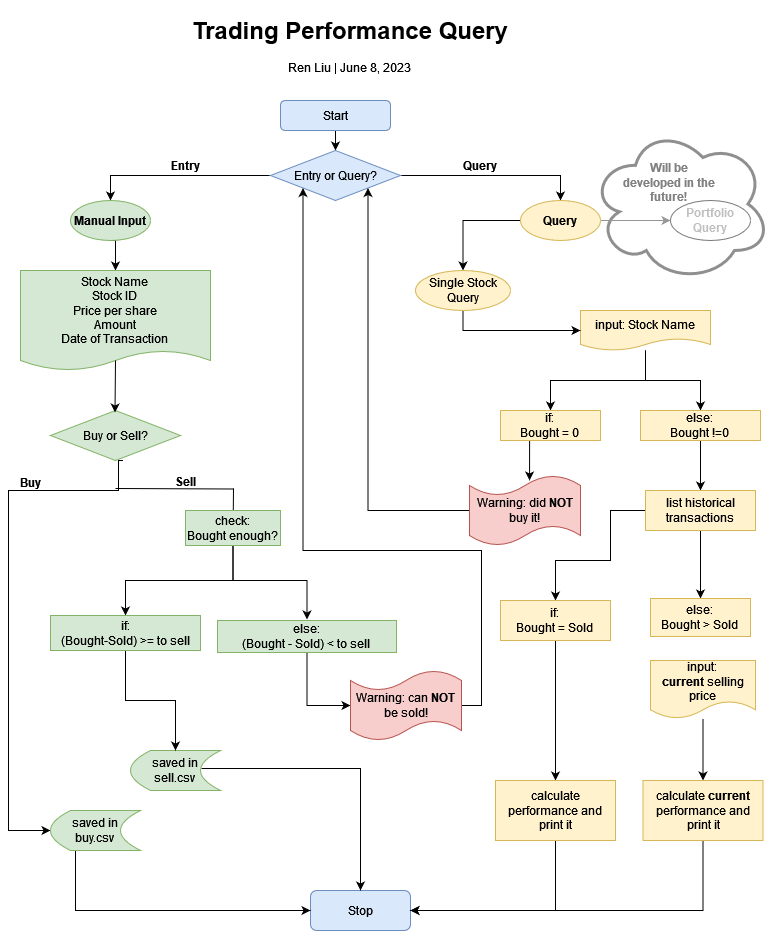 Trading Performance Query
Ren Liu | June 8, 2023
Start
Entry
Entry or Query?
Query
Will be
developed in the
future!
Manual Input
Query
Portfolio
Query
Stock Name
Stock ID
Price per share
Amount
Date of Transaction
Single Stock
Query
input: Stock Name
Buy or Sell?
if:
Bought = 0
else:
Bought !=0
Buy
Sell
Warning: did NOT
buy it!
list historical
transactions
check:
Bought enough?
if:
(Bought-Sold) >= to sell
else:
(Bought - Sold) < to sell
if:
Bought = Sold
else:
Bought > Sold
Warning: can NOT
be sold!
input:
current selling
price
saved in
sell.csv
saved in
buy.csv
calculate
performance and
print it
calculate current
performance and
print it
Stop